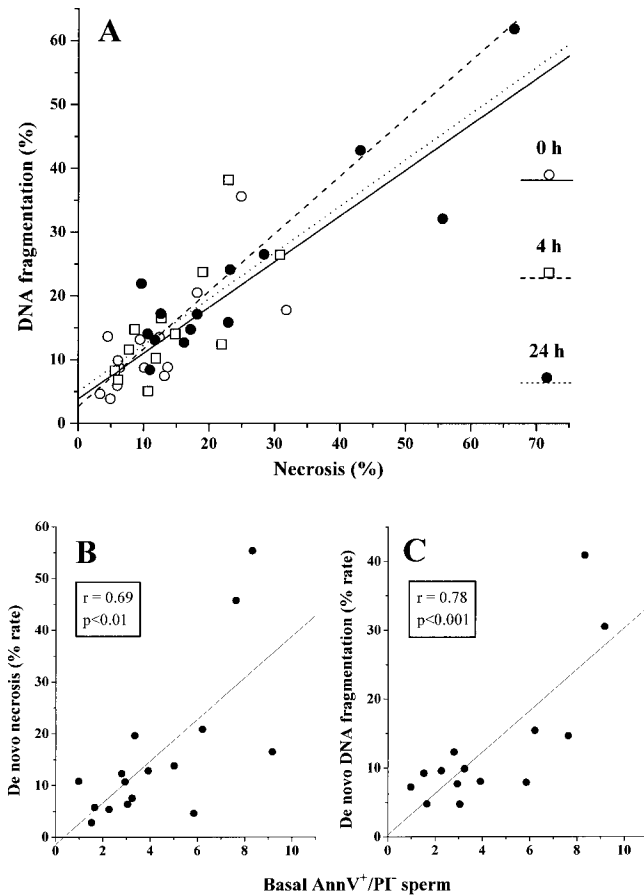 A
DNA fragmentation (%)
60
50
40
30
20
10
0
0 10 20 30 40 50 60 70
Necrosis (%)
0 h
4 h
24 h
B
r = 0.69
p<0.01
De novo necrosis (% rate)
60
50
40
30
20
10
0
0 2 4 6 8 10
C
r = 0.78
p<0.001
De novo DNA fragmentation (% rate)
40
30
20
10
0
0 2 4 6 8 10
Basal AnnV⁺/PI⁻ sperm